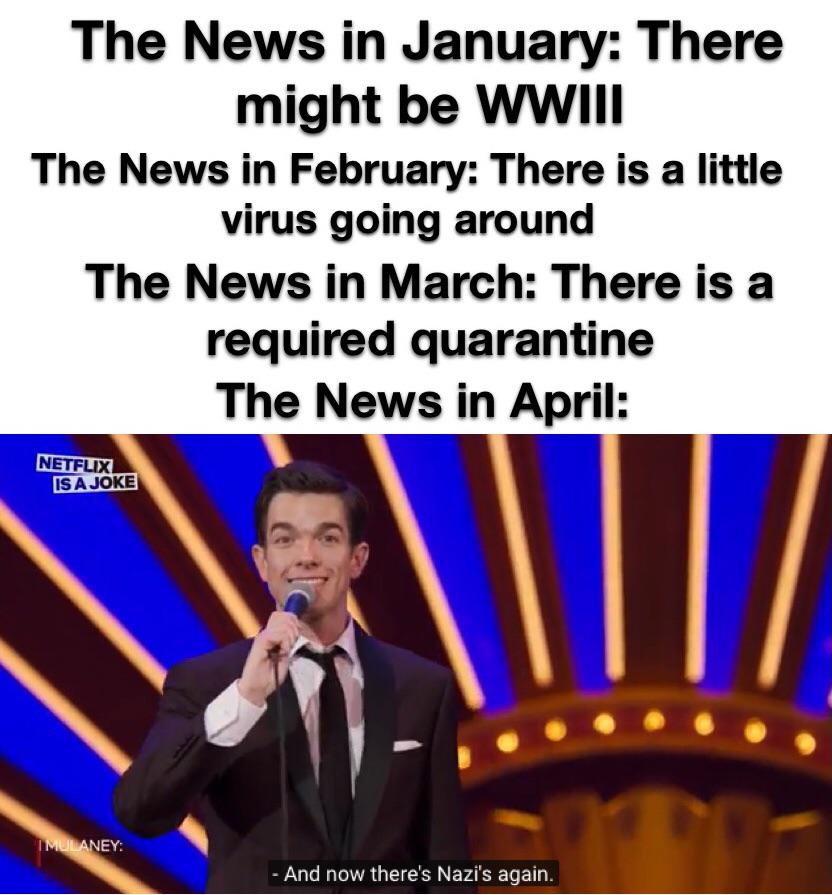 The News in January: There
might be WWIII
The News in February: There is a little
virus going around
The News in March: There is a
required quarantine
The News in April:
NETFLIX
IS A JOKE
MULANEY:
- And now there's Nazi's again.